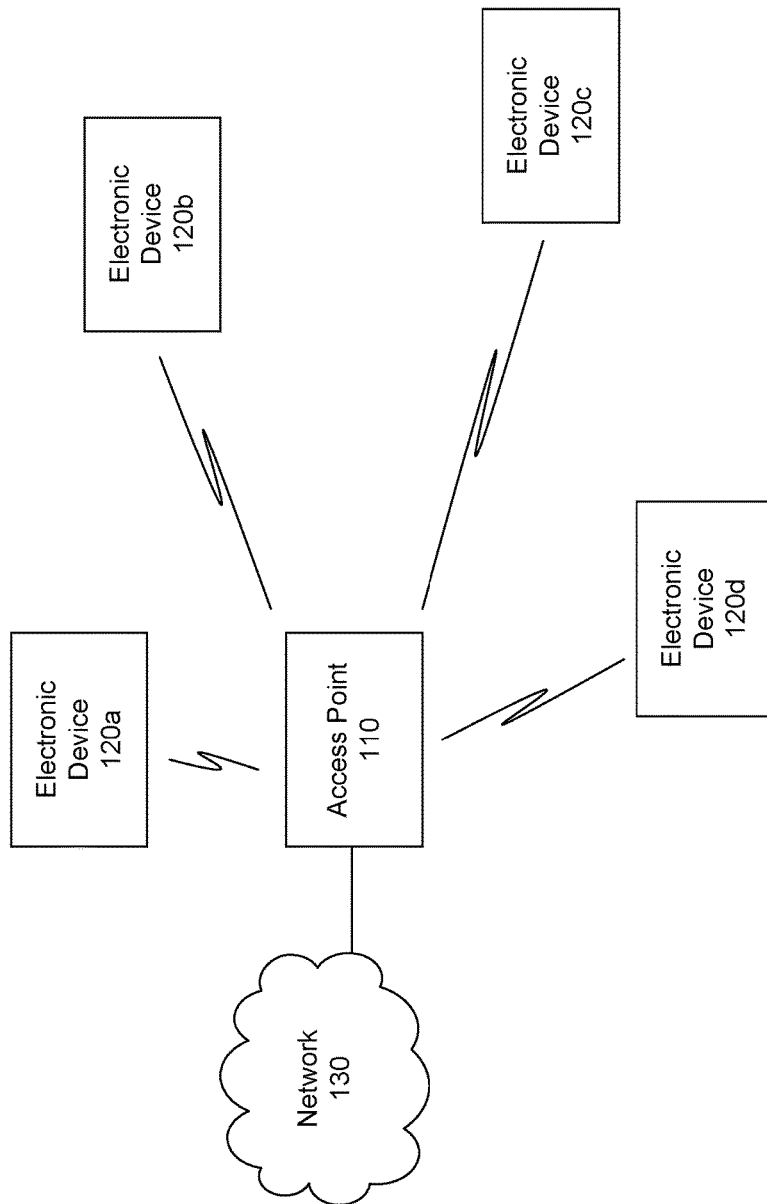 Electronic
Device
120a
Electronic
Device
120b
Access Point
110
Network
130
Electronic
Device
120c
Electronic
Device
120d